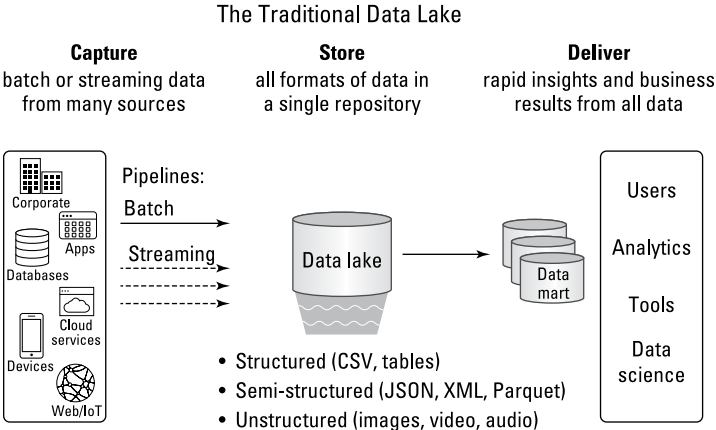 The Traditional Data Lake
Capture
batch or streaming data
from many sources
Store
all formats of data in
a single repository
Deliver
rapid insights and business
results from all data
Corporate
Apps
Databases
Cloud
services
Devices
Web/IoT
Pipelines:
Batch
Streaming
Data lake
Data
mart
Users
Analytics
Tools
Data
science
• Structured (CSV, tables)
• Semi-structured (JSON, XML, Parquet)
• Unstructured (images, video, audio)